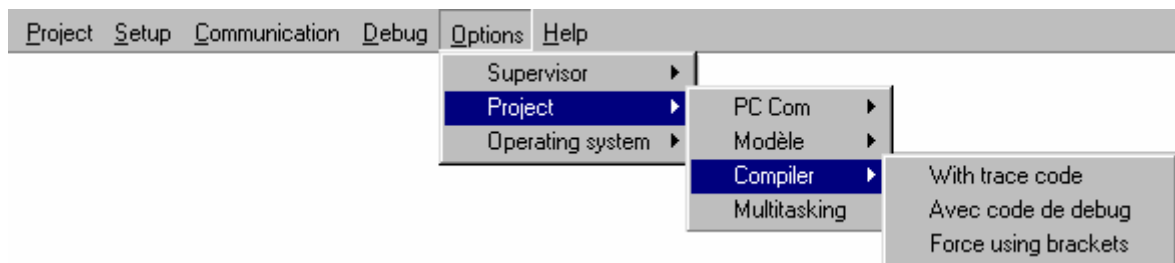 Project Setup Communication Debug Options Help
Supervisor
Project
Operating system
PC Com
Modèle
Compiler
Multitasking
With trace code
Avec code de debug
Force using brackets